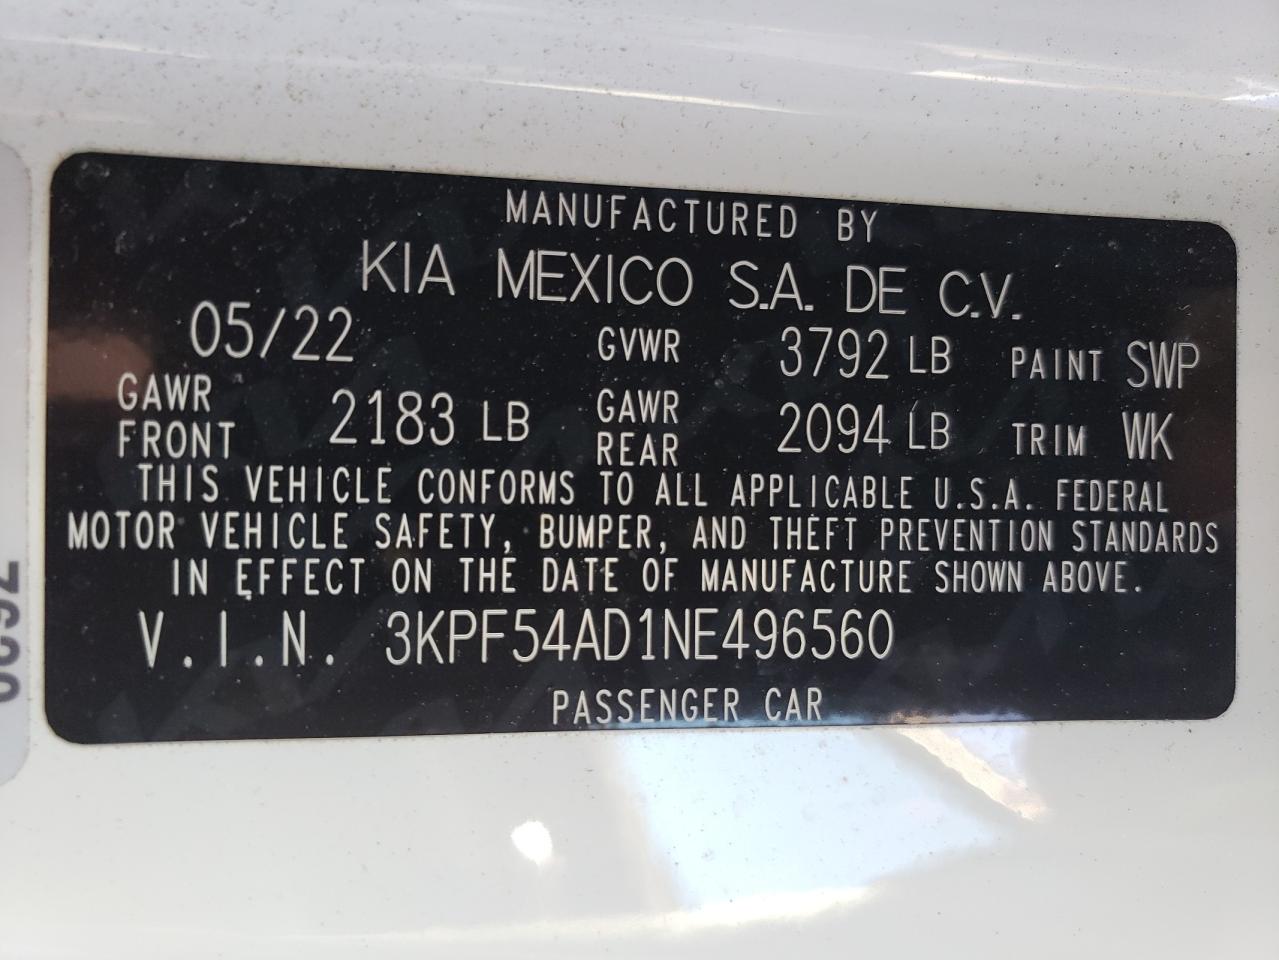 MANUFACTURED BY
KIA MEXICO S.A. DE C.V.
05/22 GVWR 3792 LB PAINT SWP
GAWR FRONT 2183 LB GAWR REAR 2094 LB TRIM WK
THIS VEHICLE CONFORMS TO ALL APPLICABLE U.S.A. FEDERAL
MOTOR VEHICLE SAFETY, BUMPER, AND THEFT PREVENTION STANDARDS
IN EFFECT ON THE DATE OF MANUFACTURE SHOWN ABOVE.
V.I.N. 3KPF54AD1NE496560
PASSENGER CAR